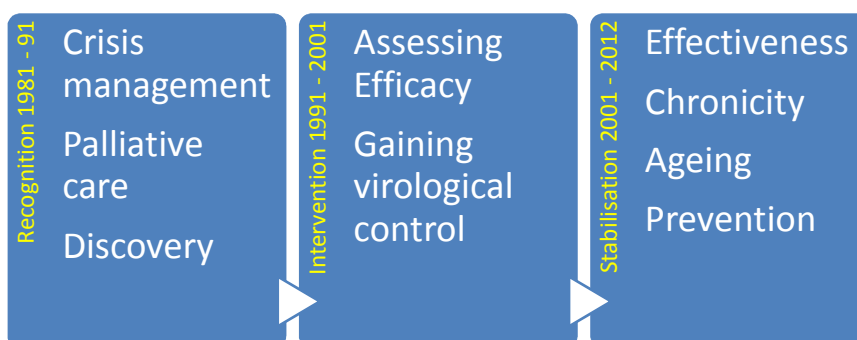 Recognition 1981 - 91
Crisis
management
Palliative
care
Discovery
Intervention 1991 - 2001
Assessing
Efficacy
Gaining
virological
control
Stabilisation 2001 - 2012
Effectiveness
Chronicity
Ageing
Prevention